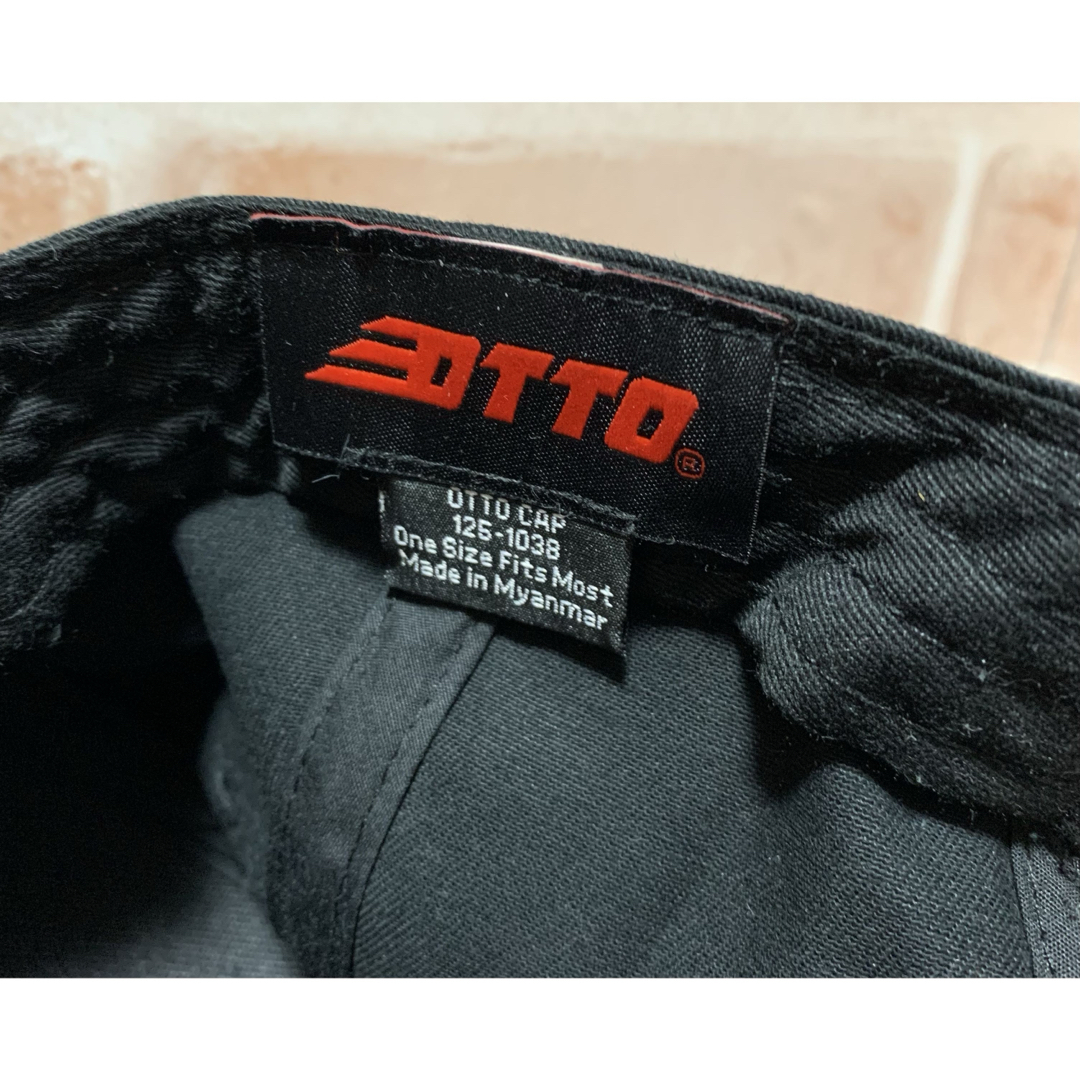 OTTO®
OTTO CAP
125-1038
One Size Fits Most
Made in Myanmar